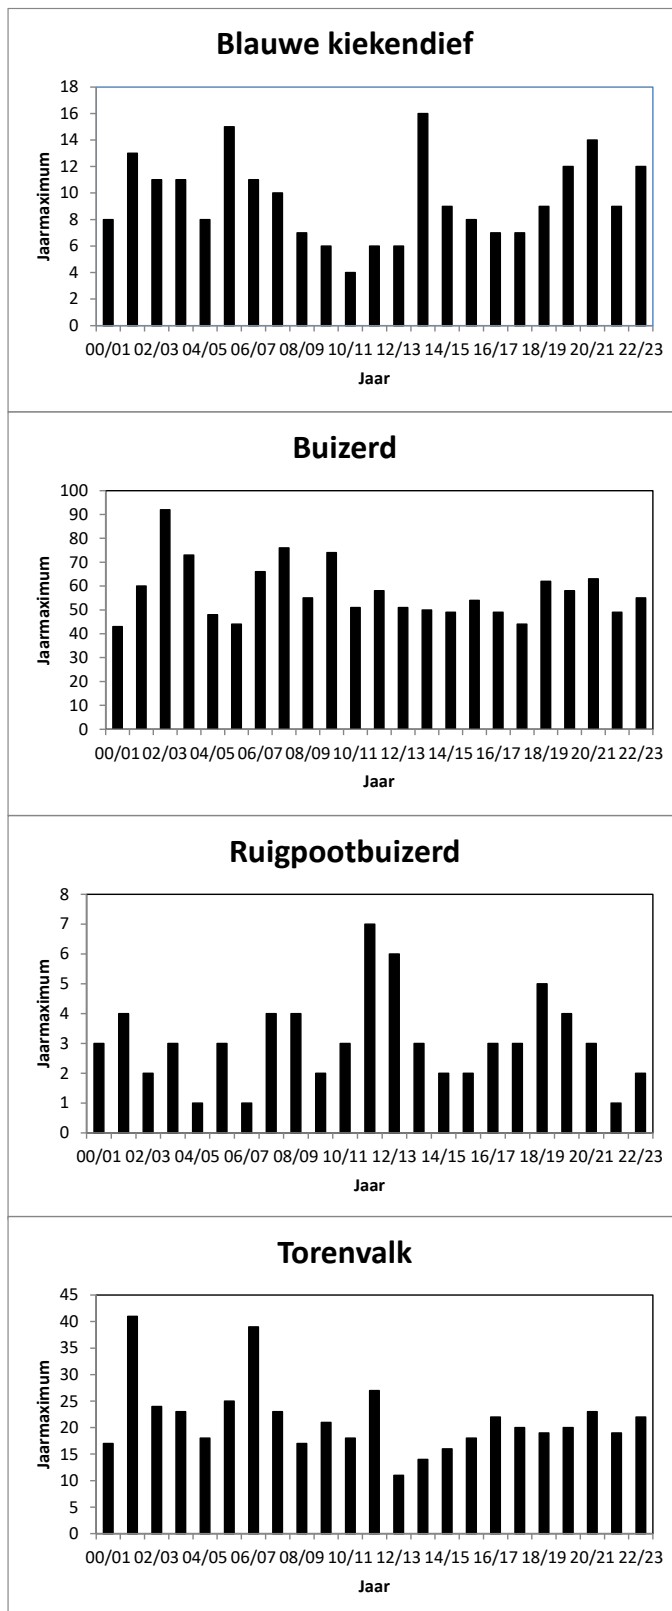 Blauwe kiekendief
18
16
14
12
10
8
6
4
2
0
Jaarmaximum
00/01 02/03 04/05 06/07 08/09 10/11 12/13 14/15 16/17 18/19 20/21 22/23
Jaar
Buizerd
100
90
80
70
60
50
40
30
20
10
0
Jaarmaximum
00/01 02/03 04/05 06/07 08/09 10/11 12/13 14/15 16/17 18/19 20/21 22/23
Jaar
Ruigpootbuizerd
8
7
6
5
4
3
2
1
0
Jaarmaximum
00/01 02/03 04/05 06/07 08/09 10/11 12/13 14/15 16/17 18/19 20/21 22/23
Jaar
Torenvalk
45
40
35
30
25
20
15
10
5
0
Jaarmaximum
00/01 02/03 04/05 06/07 08/09 10/11 12/13 14/15 16/17 18/19 20/21 22/23
Jaar